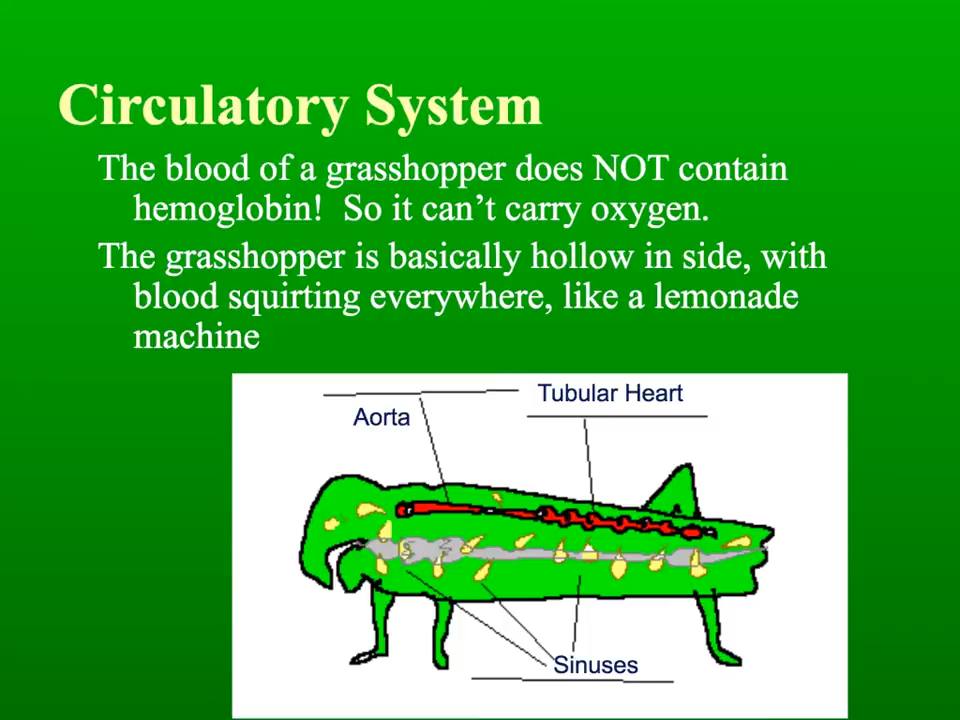 Circulatory System
The blood of a grasshopper does NOT contain
hemoglobin!  So it can’t carry oxygen.
The grasshopper is basically hollow in side, with
blood squirting everywhere, like a lemonade
machine
Tubular Heart
Aorta
Sinuses